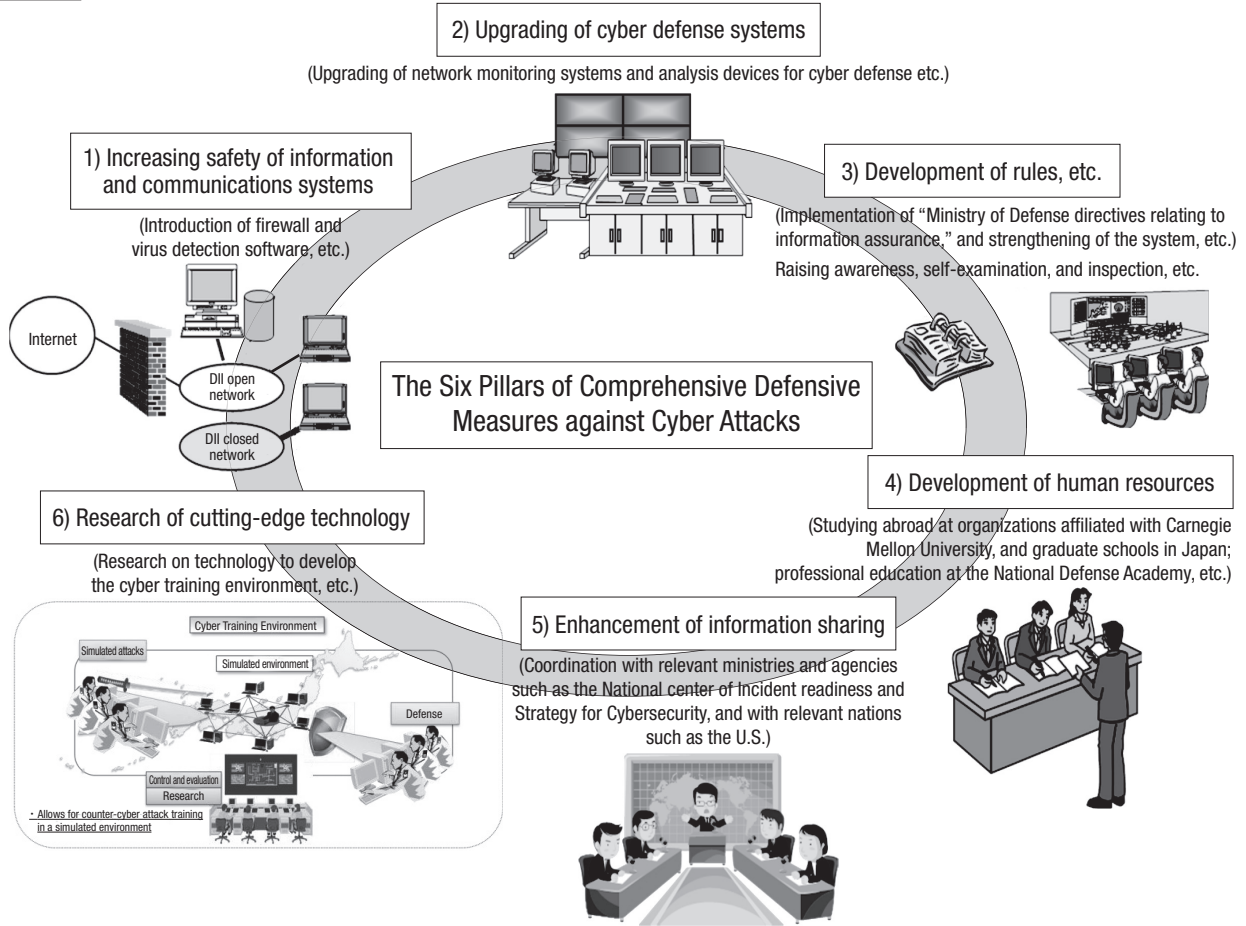 2) Upgrading of cyber defense systems
(Upgrading of network monitoring systems and analysis devices for cyber defense etc.)
1) Increasing safety of information
and communications systems
(Introduction of firewall and
virus detection software, etc.)
Internet
DII open
network
DII closed
network
3) Development of rules, etc.
(Implementation of “Ministry of Defense directives relating to
information assurance,” and strengthening of the system, etc.)
Raising awareness, self-examination, and inspection, etc.
The Six Pillars of Comprehensive Defensive
Measures against Cyber Attacks
4) Development of human resources
(Studying abroad at organizations affiliated with Carnegie
Mellon University, and graduate schools in Japan;
professional education at the National Defense Academy, etc.)
5) Enhancement of information sharing
(Coordination with relevant ministries and agencies
such as the National center of Incident readiness and
Strategy for Cybersecurity, and with relevant nations
such as the U.S.)
6) Research of cutting-edge technology
(Research on technology to develop
the cyber training environment, etc.)
Cyber Training Environment
Simulated attacks
Simulated environment
Defense
Control and evaluation
Research
・Allows for counter-cyber attack training
in a simulated environment